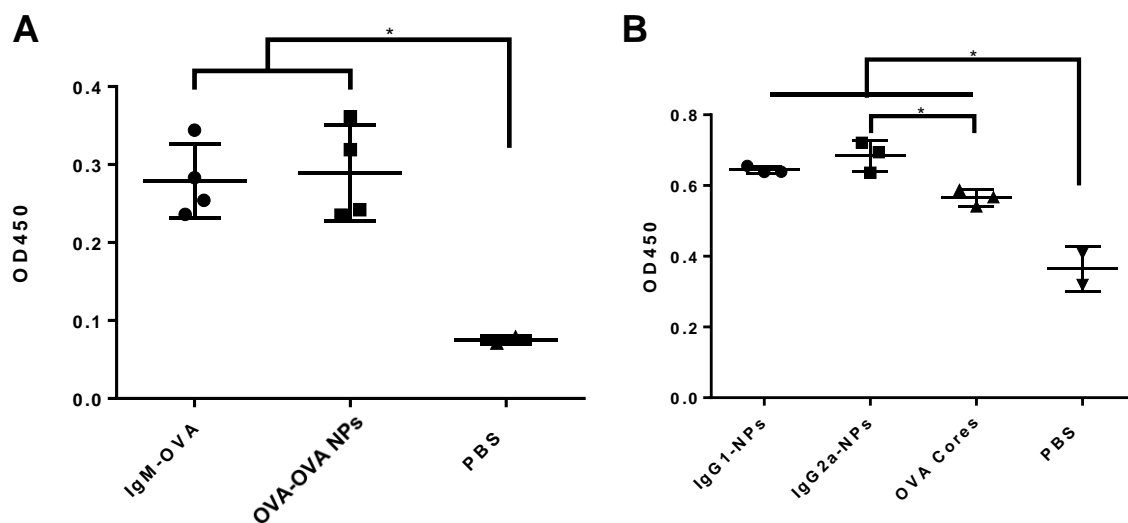 A
*
0.4
0.3
0.2
0.1
0.0
OD450
IgM-OVA
OVA-OVA NPs
PBS
B
*
*
0.8
0.6
0.4
0.2
0.0
OD450
IgG1-NPs
IgG2a-NPs
OVA Cores
PBS